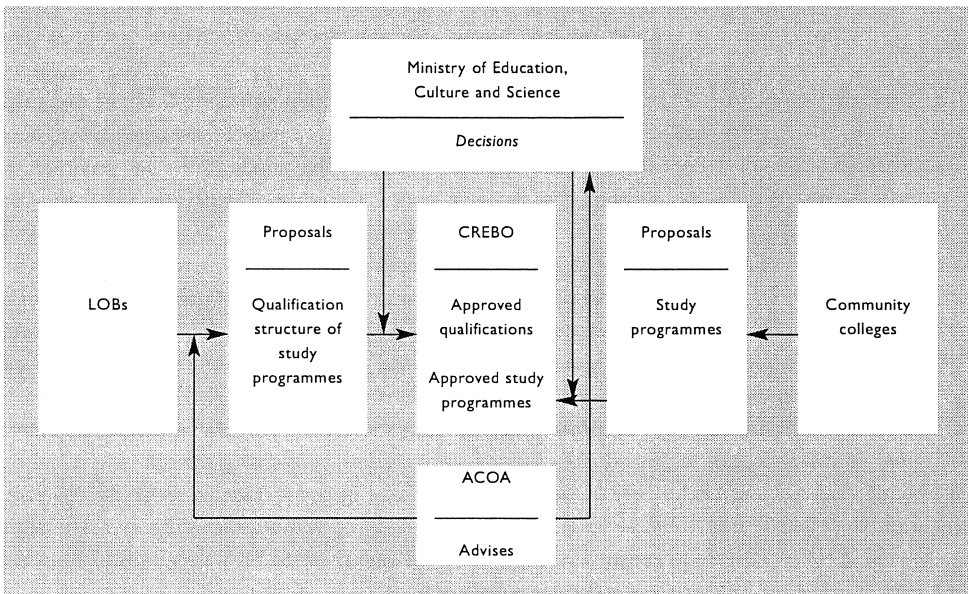 Ministry of Education,
Culture and Science
Decisions
LOBs
Proposals
Qualification
structure of
study
programmes
CREBO
Approved
qualifications
Approved study
programmes
Proposals
Study
programmes
Community
colleges
ACOA
Advises